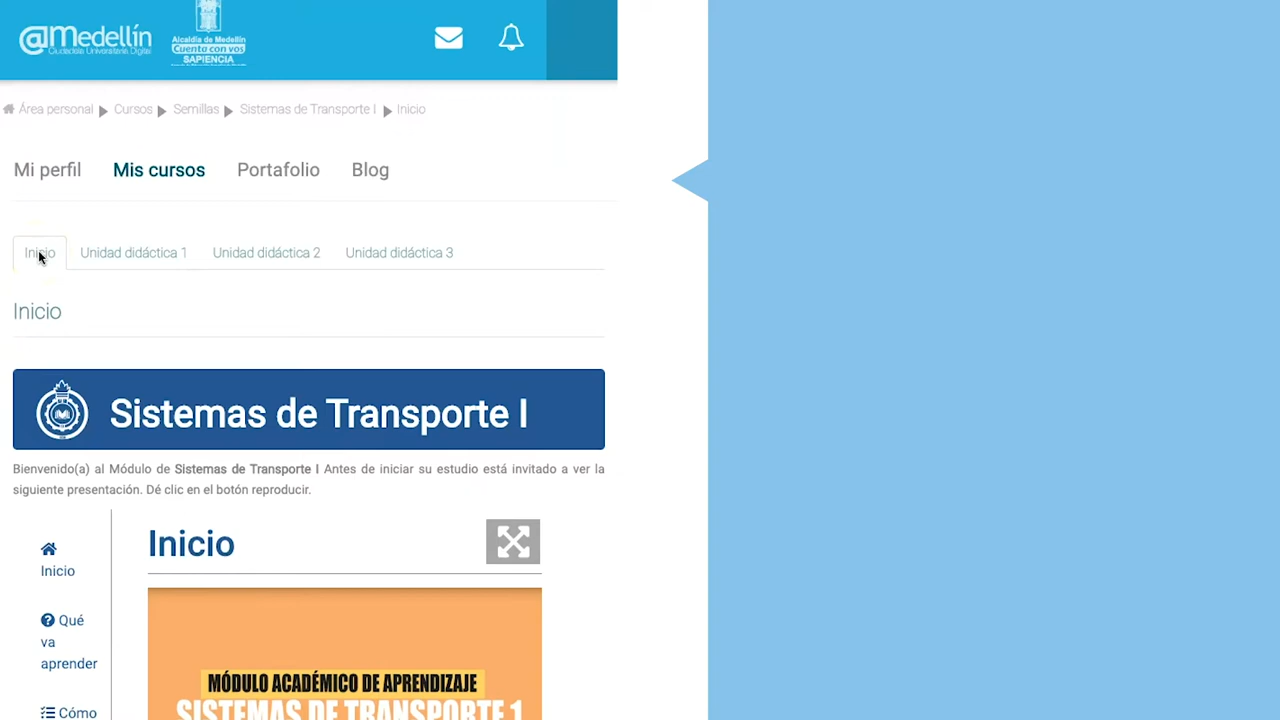 @Medellín
Ciudadela Universitaria Digital
Alcaldía de Medellín
Cuenta con vos
SAPIENCIA
Área personal Cursos Semillas Sistemas de Transporte I Inicio
Mi perfil Mis cursos Portafolio Blog
Inicio Unidad didáctica 1 Unidad didáctica 2 Unidad didáctica 3
Inicio
Sistemas de Transporte I
Bienvenido(a) al Módulo de Sistemas de Transporte I Antes de iniciar su estudio está invitado a ver la
siguiente presentación. Dé clic en el botón reproducir.
Inicio
Inicio
Qué
va
aprender
Cómo
MÓDULO ACADÉMICO DE APRENDIZAJE
SISTEMAS DE TRANSPORTE 1